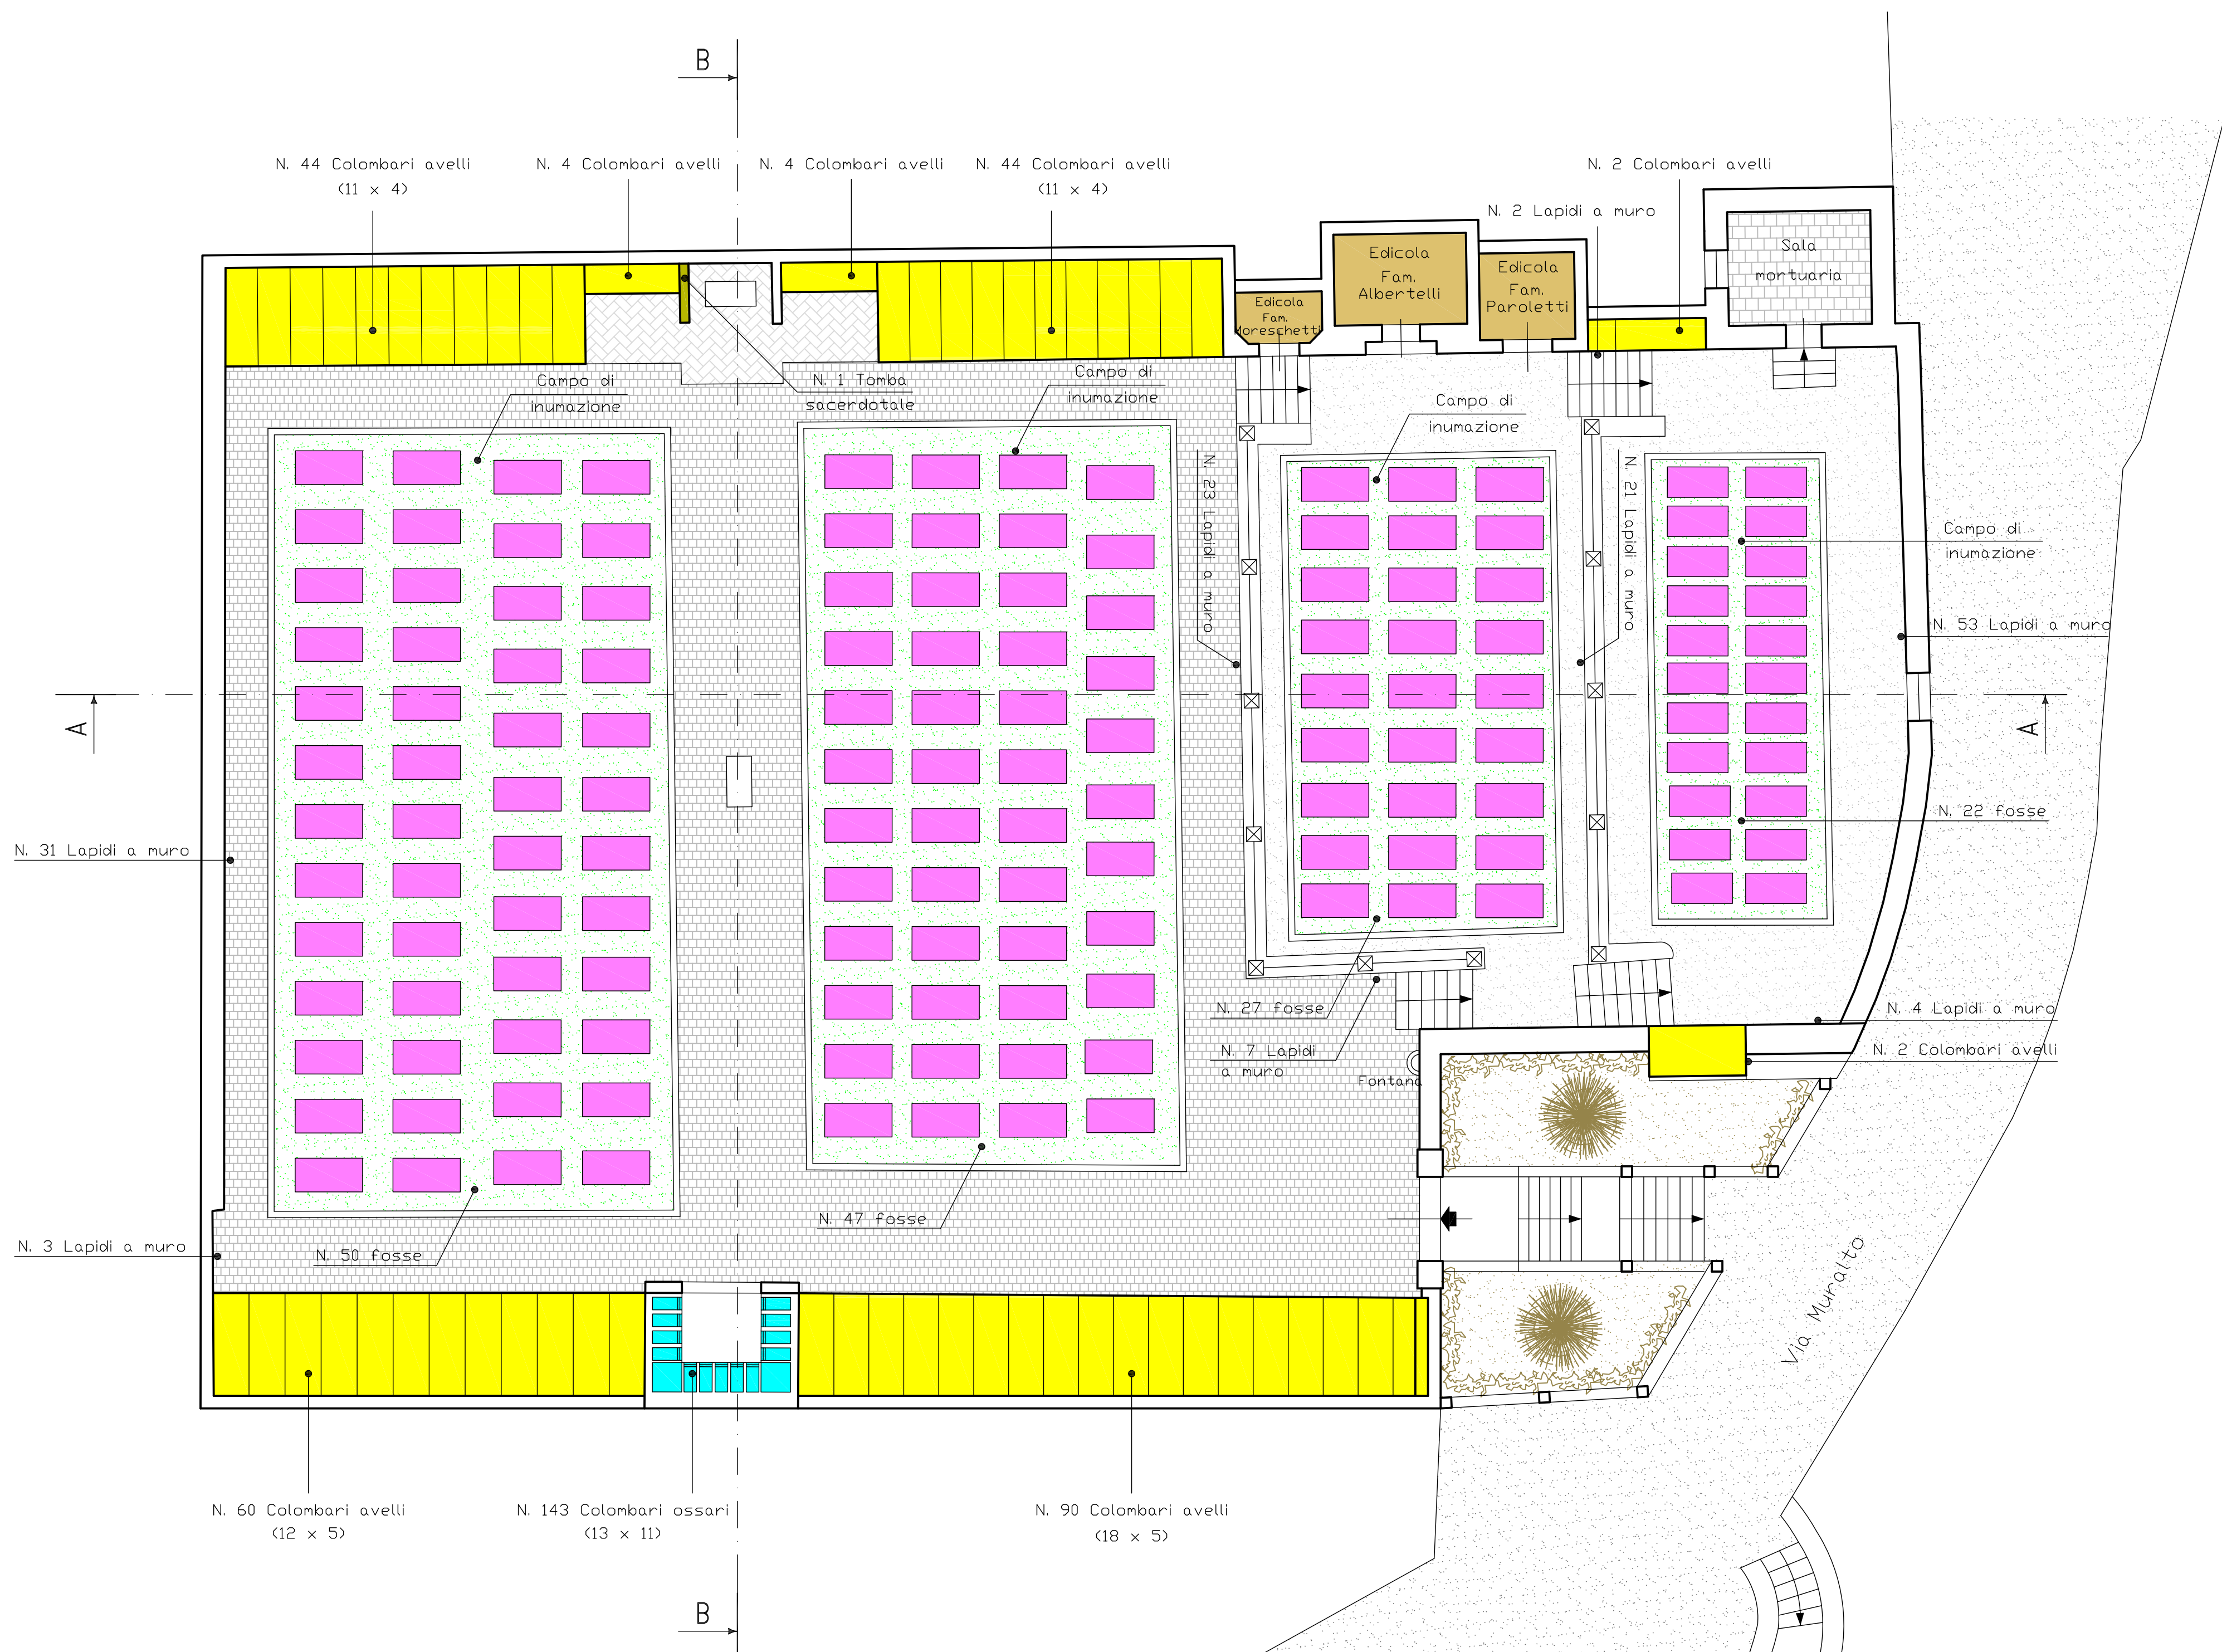 B
N. 44 Colombari avelli
(11 x 4)
N. 4 Colombari avelli
N. 4 Colombari avelli
N. 44 Colombari avelli
(11 x 4)
N. 2 Colombari avelli
N. 2 Lapidi a muro
Sala
mortuaria
Edicola
Fam.
Albertelli
Edicola
Fam.
Paroletti
Edicola
Fam.
Moreschetti
Campo di
inumazione
N. 1 Tomba
sacerdotale
Campo di
inumazione
Campo di
inumazione
N. 23 Lapidi a muro
N. 21 Lapidi a muro
Campo di
inumazione
N. 53 Lapidi a muro
A
A
N. 22 fosse
N. 31 Lapidi a muro
N. 27 fosse
N. 4 Lapidi a muro
N. 7 Lapidi
a muro
N. 2 Colombari avelli
Fontana
N. 47 fosse
N. 3 Lapidi a muro
N. 50 fosse
Via Muralto
N. 60 Colombari avelli
(12 x 5)
N. 143 Colombari ossari
(13 x 11)
N. 90 Colombari avelli
(18 x 5)
B